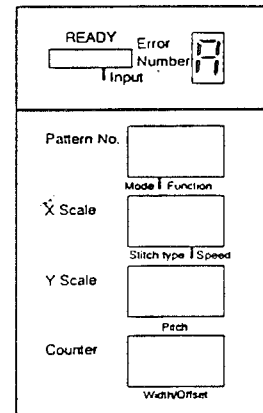 READY Error
Number A
Input
Pattern No.
Mode Function
X Scale
Stitch type Speed
Y Scale
Pitch
Counter
Width/Offset